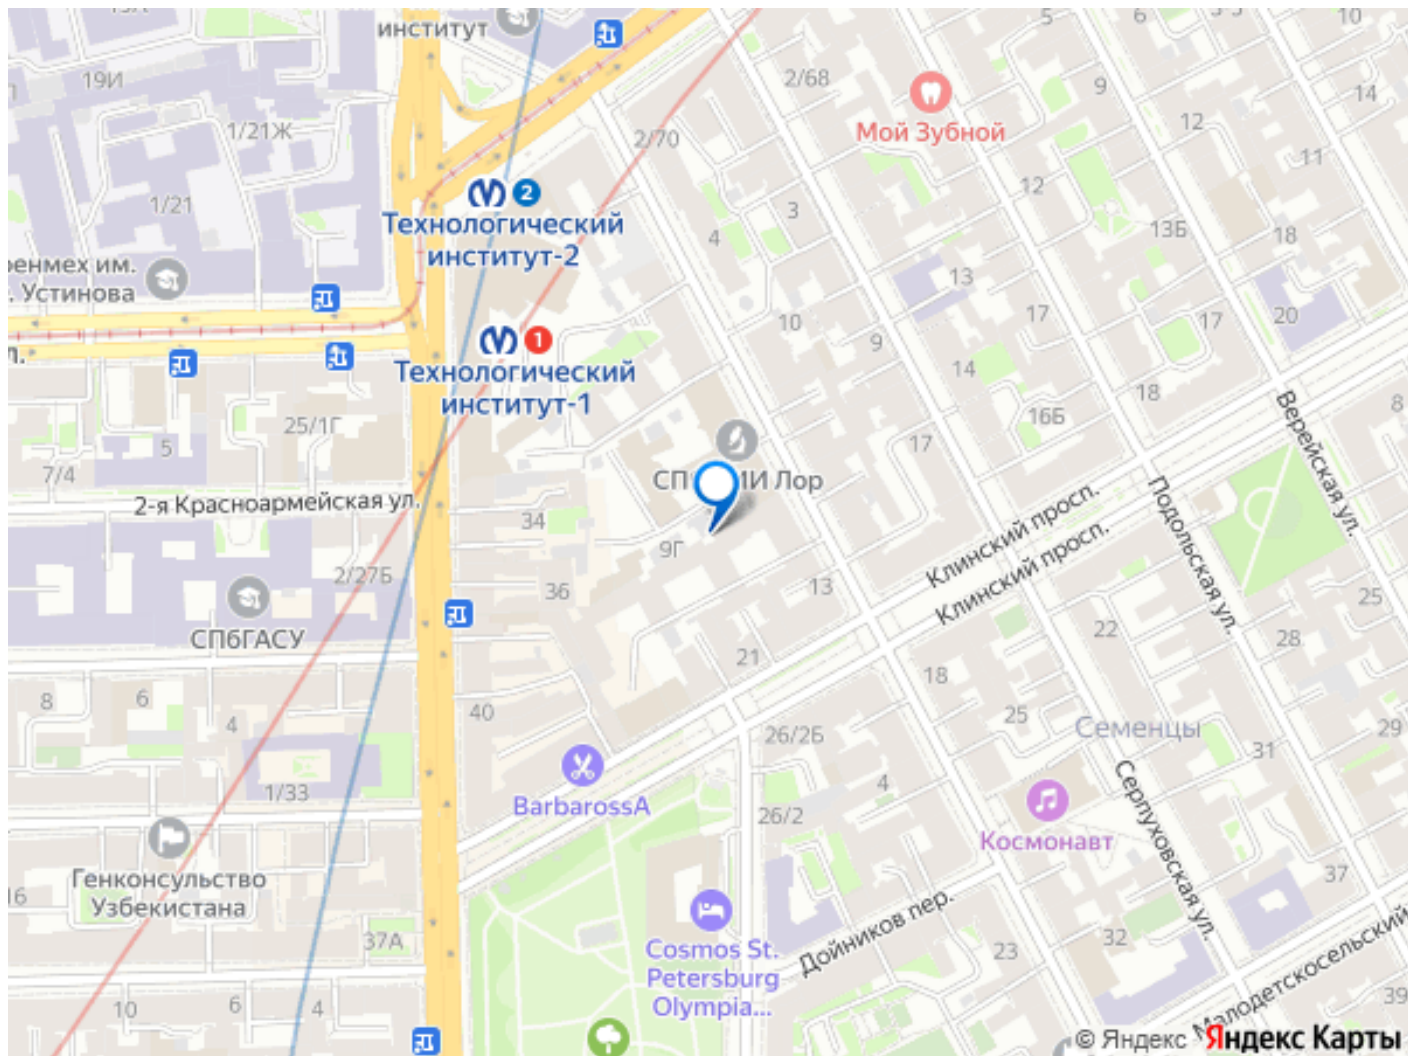 институт
19И
1/21Ж
1/21
2/70
2/68
5
6
10
9
14
Мой Зубной
12
11
12
3
4
13Б
18
2
Технологический
институт-2
енмех им.
. Устинова
13
17
17
20
10
9
1
Технологический
институт-1
14
18
16Б
8
Верейская ул.
25/1Г
5
7/4
17
2-я Красноармейская ул.
34
9Г
Клинский просп.
Клинский просп.
Подольская ул.
2/27Б
36
13
СПбГАСУ
22
25
28
21
18
8
6
4
40
26/2Б
25
Семенцы
31
29
1/33
BarbarossA
4
26/2
Космонавт
Серпуховская ул.
Генконсульство
Узбекистана
16
37
37А
Cosmos St.
Petersburg
Olympia...
Дойников пер.
23
32
Малодетскосельский
39
10
6
4
© Яндекс Яндекс Карты